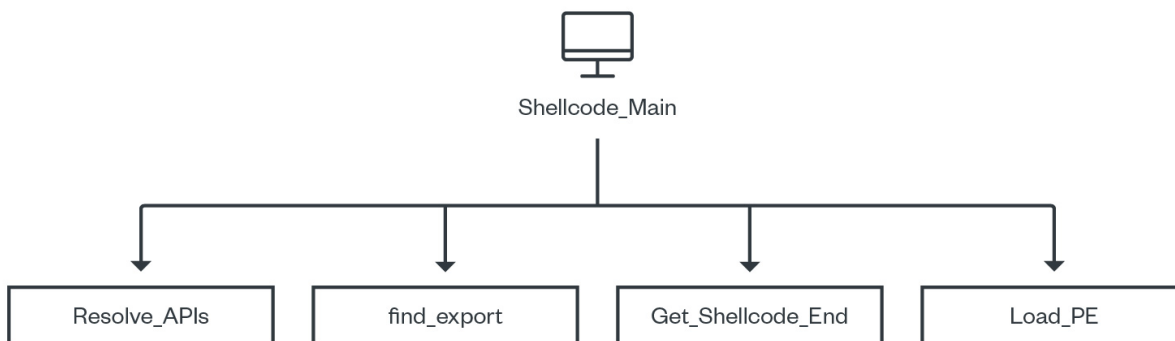 Shellcode_Main
Resolve_APIs
find_export
Get_Shellcode_End
Load_PE